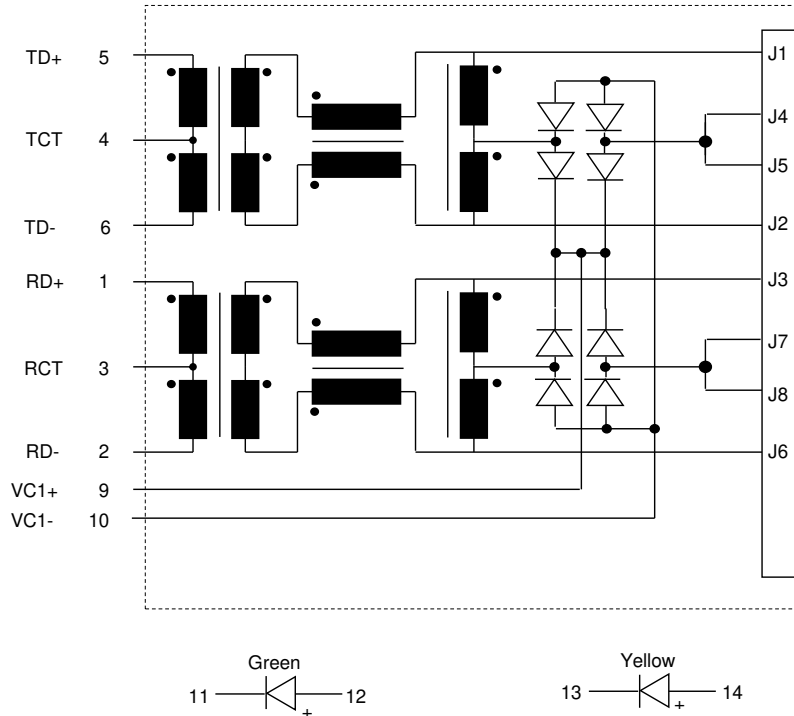 TD+ 5 J1
J4
TCT 4
J5
TD- 6 J2
RD+ 1 J3
J7
RCT 3
J8
RD- 2 J6
VC1+ 9
VC1- 10
Green Yellow
11 12 13 14
+ +